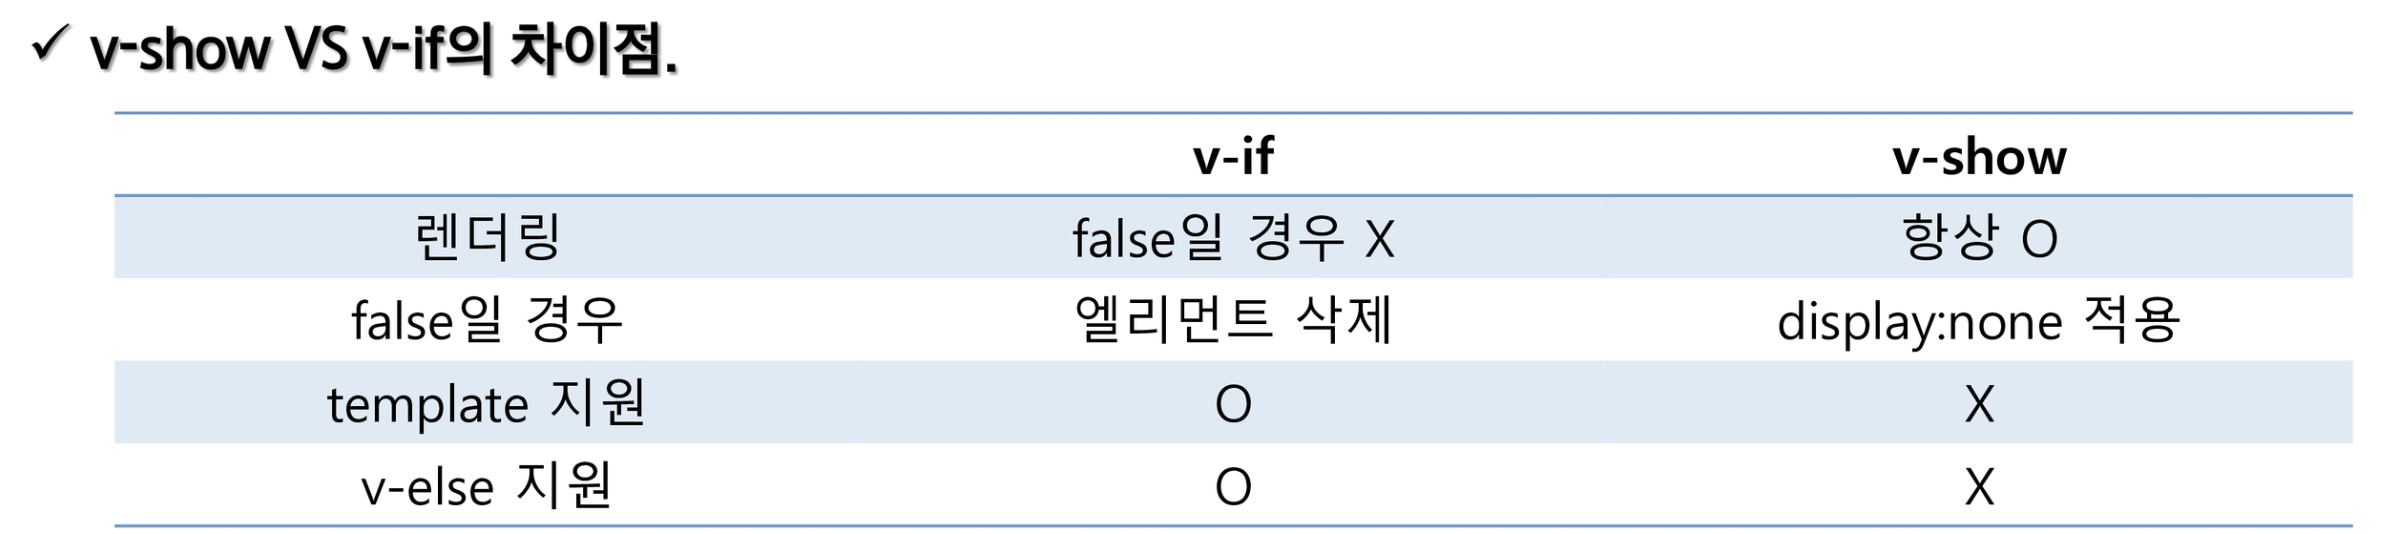 ✓ v-show VS v-if의 차이점.
v-if v-show
렌더링 false일 경우 X 항상 O
false일 경우 엘리먼트 삭제 display:none 적용
template 지원 O X
v-else 지원 O X